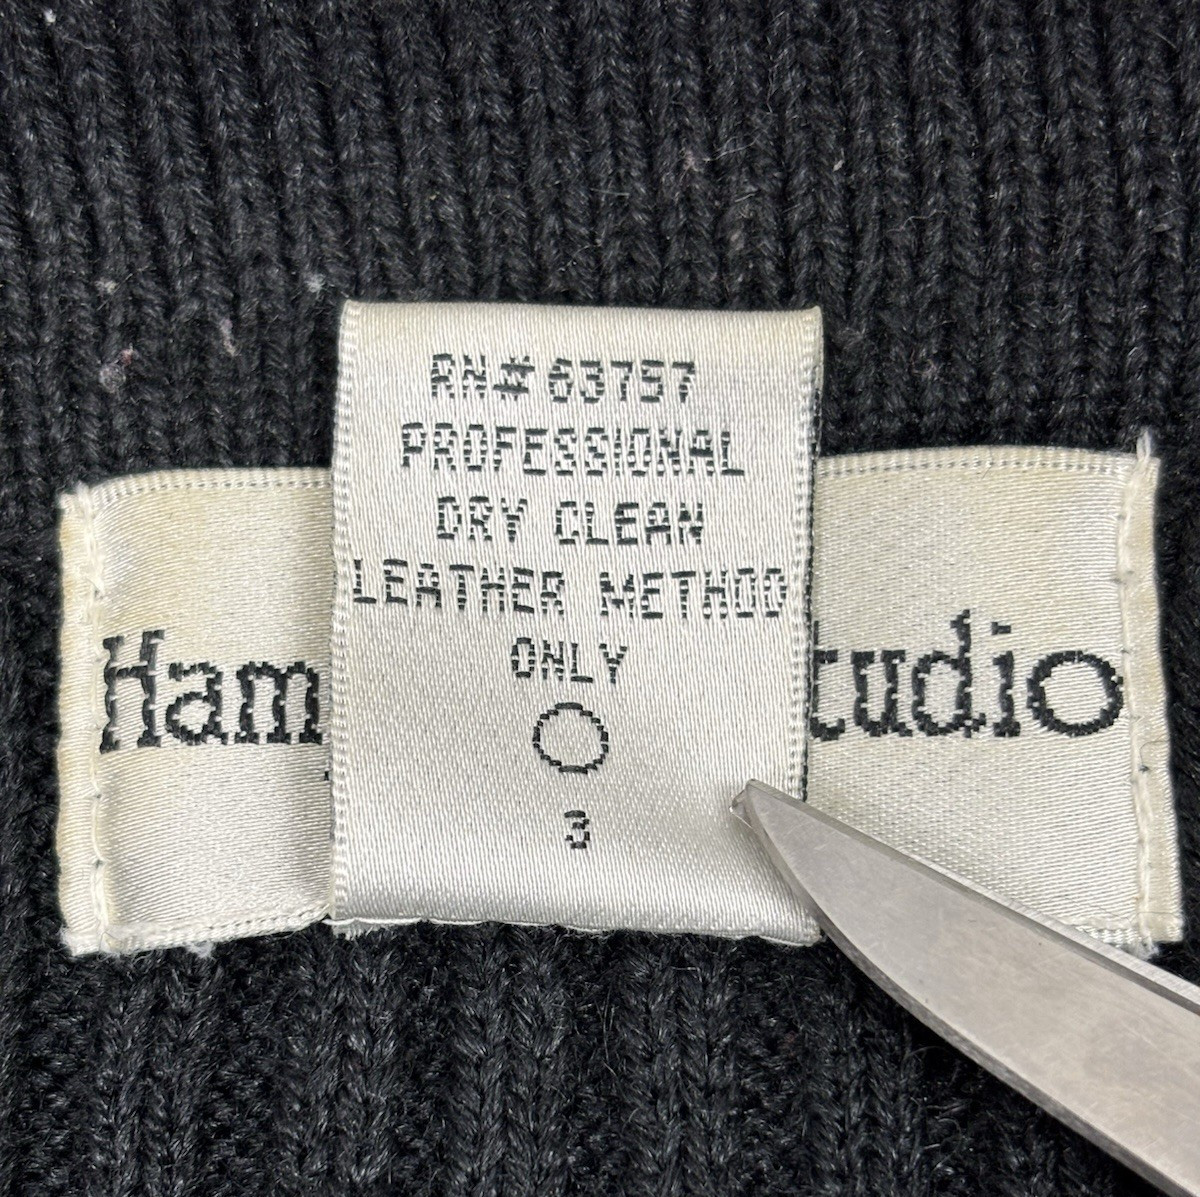 RN# 63757
PROFESSIONAL
DRY CLEAN
LEATHER METHOD
ONLY
3
Ham tudio